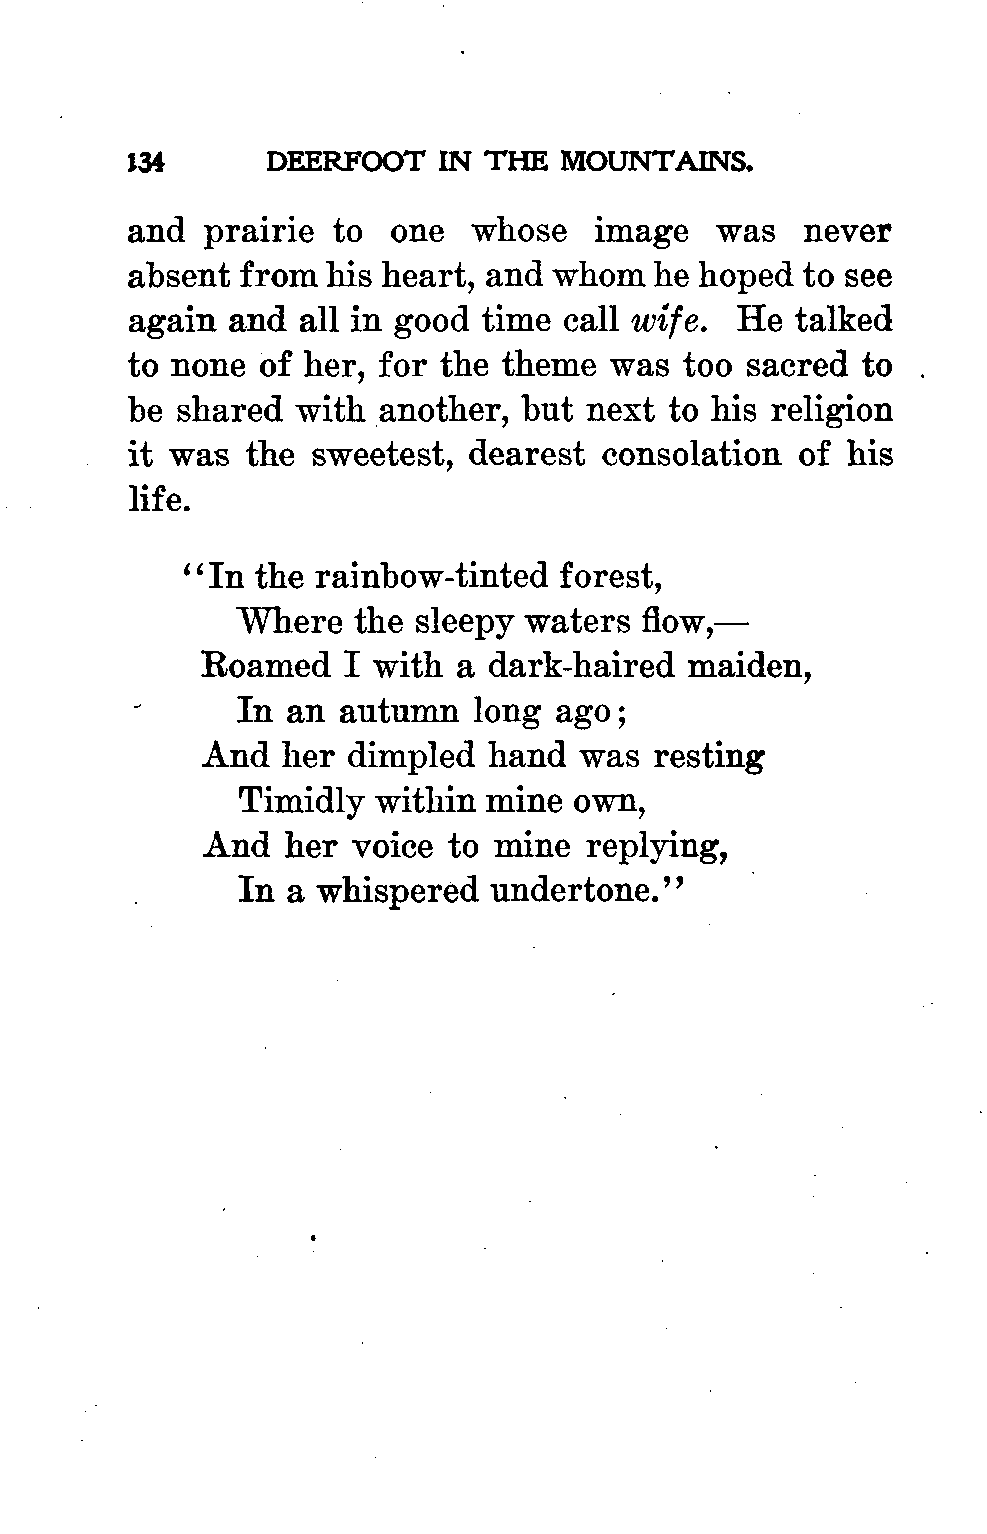 134 DEERFOOT IN THE MOUNTAINS.
and prairie to one whose image was never
absent from his heart, and whom he hoped to see
again and all in good time call wife. He talked
to none of her, for the theme was too sacred to
be shared with another, but next to his religion
it was the sweetest, dearest consolation of his
life.
“In the rainbow-tinted forest,
Where the sleepy waters flow,—
Roamed I with a dark-haired maiden,
In an autumn long ago;
And her dimpled hand was resting
Timidly within mine own,
And her voice to mine replying,
In a whispered undertone.”